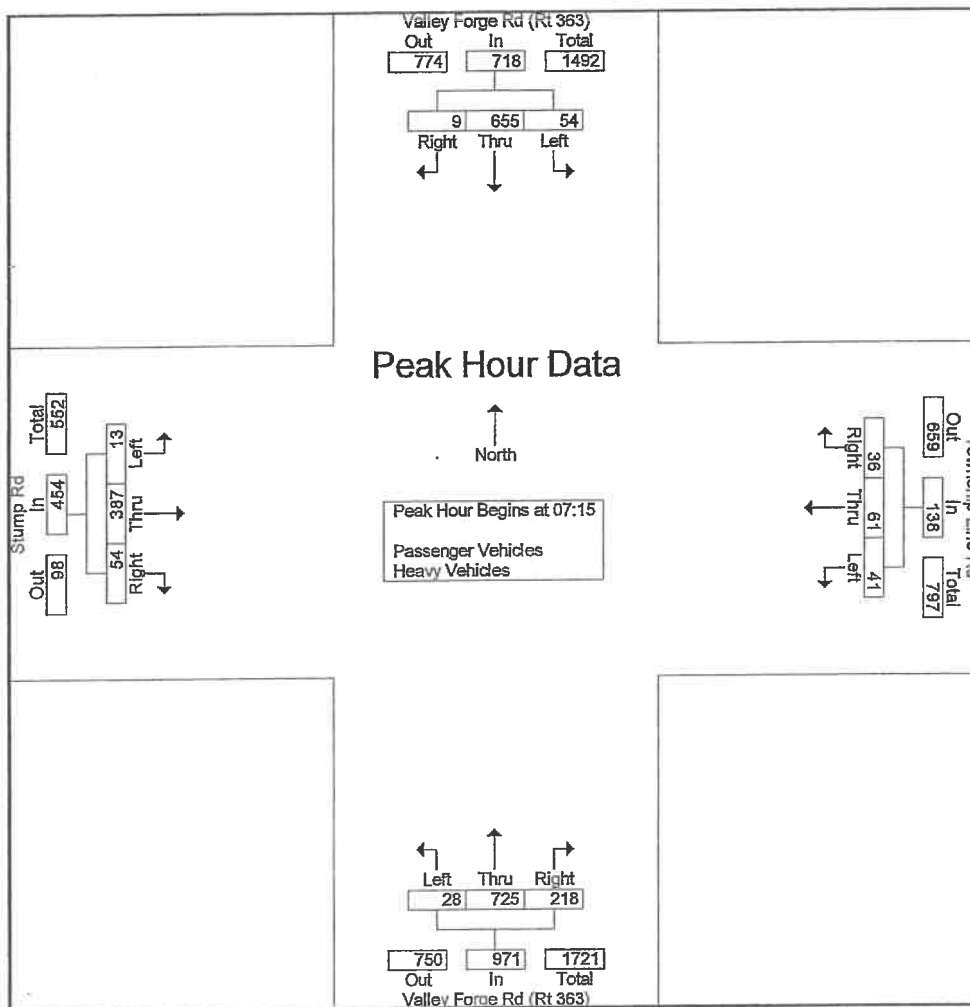 Valley Forge Rd (Rt 363)
Out In Total
774 718 1492
9 655 54
Right Thru Left
Peak Hour Data
North
Peak Hour Begins at 07:15
Passenger Vehicles
Heavy Vehicles
Stump Rd
Out In Total
98 454 552
54 387 13
Right Thru Left
Out In Total
659 138 797
36 61 41
Right Thru Left
Left Thru Right
28 725 218
750 971 1721
Out In Total
Valley Forge Rd (Rt 363)